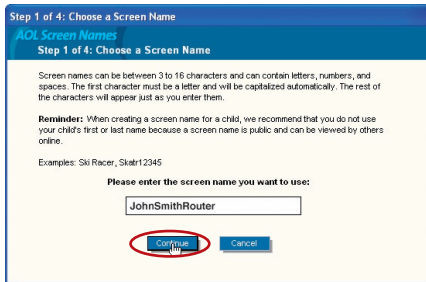 Step 1 of 4: Choose a Screen Name
AOL Screen Names
Step 1 of 4: Choose a Screen Name
Screen names can be between 3 to 16 characters and can contain letters, numbers, and
spaces. The first character must be a letter and will be capitalized automatically. The rest of
the characters will appear just as you enter them.
Reminder: When creating a screen name for a child, we recommend that you do not use
your child's first or last name because a screen name is public and can be viewed by others
online.
Examples: Ski Racer, Skatr12345
Please enter the screen name you want to use:
JohnSmithRouter
Continue Cancel